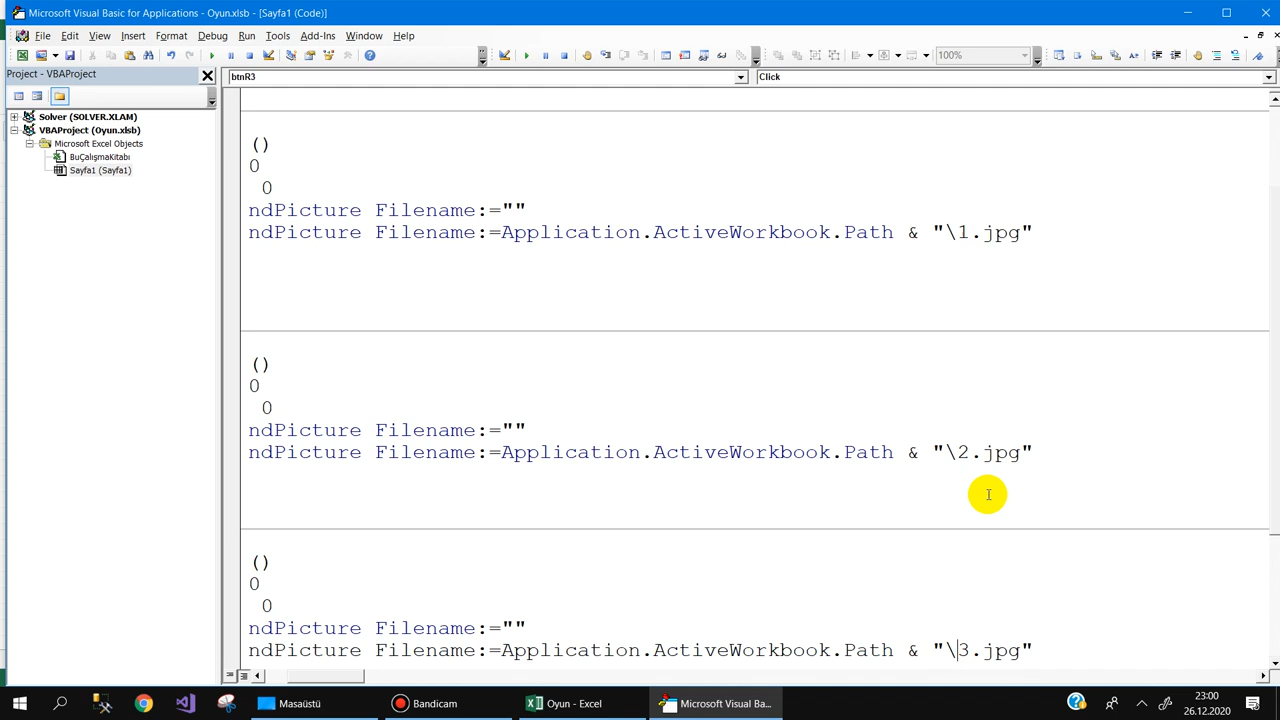 Microsoft Visual Basic for Applications - Oyun.xlsb - [Sayfa1 (Code)]
File Edit View Insert Format Debug Run Tools Add-Ins Window Help
100%
Project - VBAProject
btnR3
Click
Solver (SOLVER.XLAM)
VBAProject (Oyun.xlsb)
Microsoft Excel Objects
BuÇalışmaKitabı
Sayfa1 (Sayfa1)
()
0
0
ndPicture Filename:=""
ndPicture Filename:=Application.ActiveWorkbook.Path & "\1.jpg"
()
0
0
ndPicture Filename:=""
ndPicture Filename:=Application.ActiveWorkbook.Path & "\2.jpg"
()
0
0
ndPicture Filename:=""
ndPicture Filename:=Application.ActiveWorkbook.Path & "\3.jpg"
Masaüstü
Bandicam
Oyun - Excel
Microsoft Visual Ba...
23:00
26.12.2020